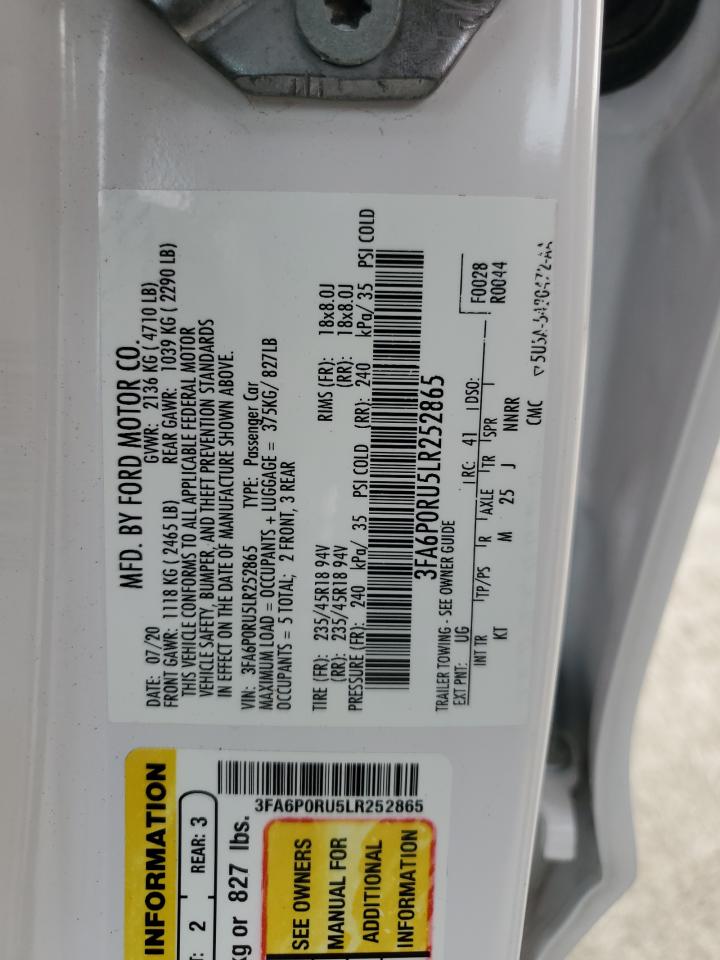 MFD. BY FORD MOTOR CO.
DATE: 07/20 GVWR: 2136 KG ( 4710 LB)
FRONT GAWR: 1118 KG ( 2465 LB) REAR GAWR: 1039 KG ( 2290 LB)
THIS VEHICLE CONFORMS TO ALL APPLICABLE FEDERAL MOTOR
VEHICLE SAFETY, BUMPER, AND THEFT PREVENTION STANDARDS
IN EFFECT ON THE DATE OF MANUFACTURE SHOWN ABOVE.
VIN: 3FA6P0RU5LR252865 TYPE: Passenger Car
MAXIMUM LOAD = OCCUPANTS + LUGGAGE = 375KG/ 827LB
OCCUPANTS = 5 TOTAL; 2 FRONT, 3 REAR
TIRE (FR): 235/45R18 94V RIMS (FR): 18x8.0J
(RR): 235/45R18 94V (RR): 18x8.0J
PRESSURE (FR): 240 kPa/ 35 PSI COLD (RR): 240 kPa/ 35 PSI COLD
3FA6P0RU5LR252865
TRAILER TOWING - SEE OWNER GUIDE
EXT PNT: UG RC: 41 DSO: F0028
R0044
INT TR TP/PS R AXLE TR SPR
KT M 25 J NNRR
CMC
INFORMATION
T: 2 REAR: 3
kg or 827 lbs.
3FA6P0RU5LR252865
SEE OWNERS
MANUAL FOR
ADDITIONAL
INFORMATION